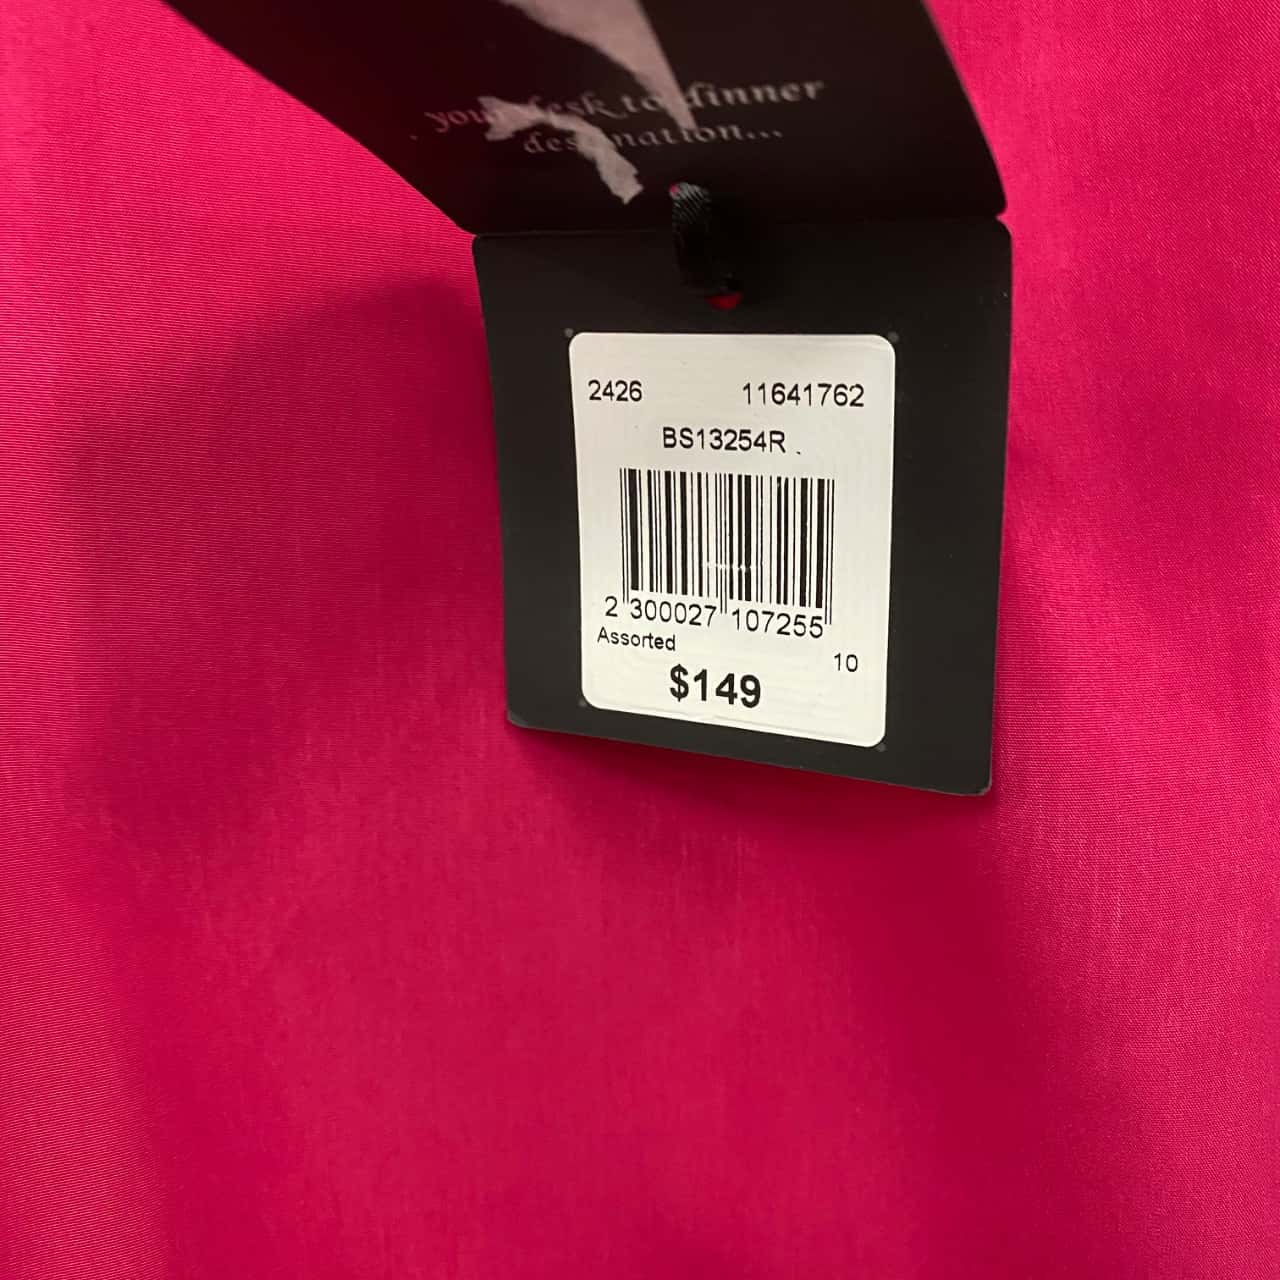 your desk to dinner
destination...
2426 11641762
BS13254R
2 300027 107255
Assorted
10
$149